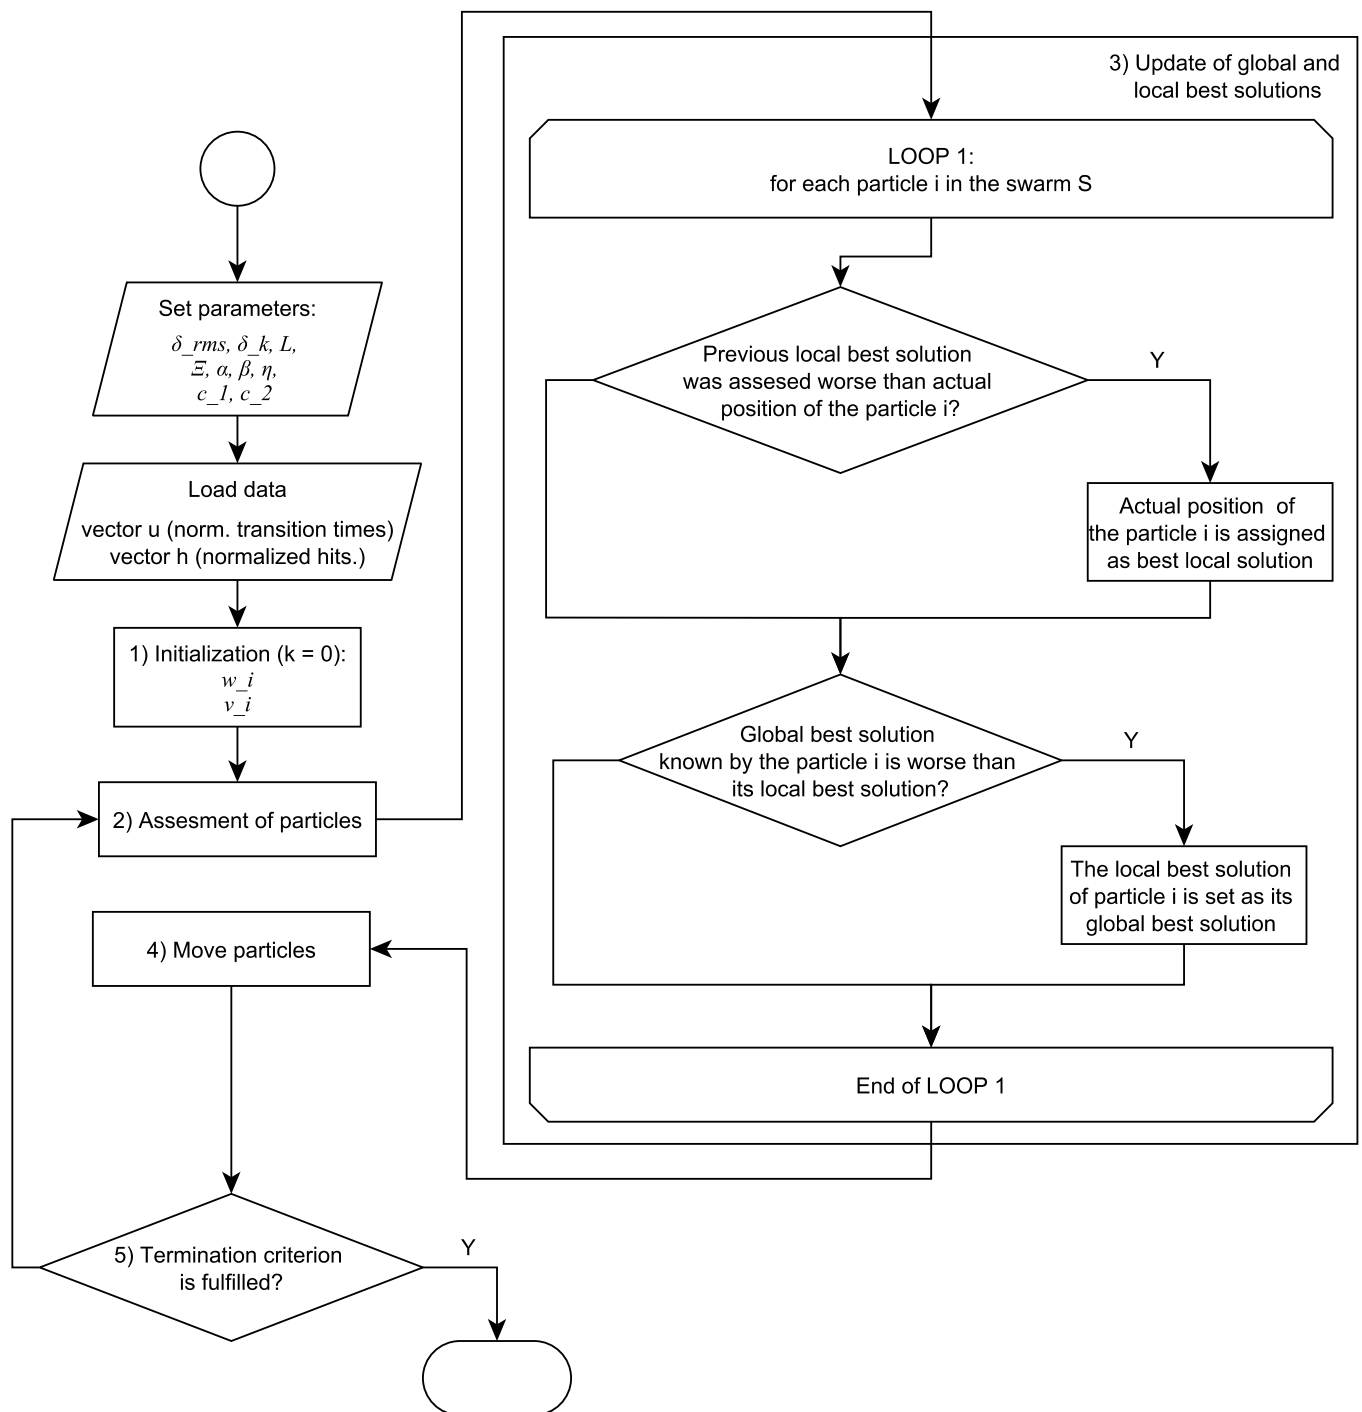 Set parameters:
δ_rms, δ_k, L,
Ξ, α, β, η,
c_1, c_2
Load data
vector u (norm. transition times)
vector h (normalized hits.)
1) Initialization (k = 0):
w_i
v_i
2) Assesment of particles
3) Update of global and
local best solutions
LOOP 1:
for each particle i in the swarm S
Previous local best solution
was assesed worse than actual
position of the particle i?
Y
Actual position of
the particle i is assigned
as best local solution
Global best solution
known by the particle i is worse than
its local best solution?
Y
The local best solution
of particle i is set as its
global best solution
End of LOOP 1
4) Move particles
5) Termination criterion
is fulfilled?
Y